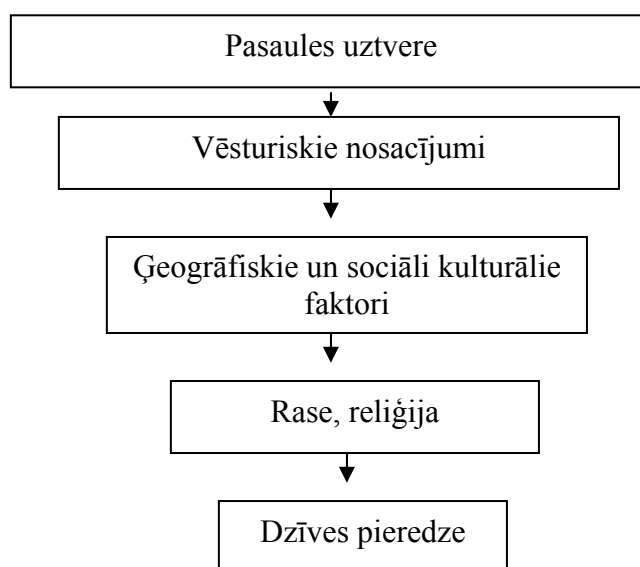 Pasaules uztvere
Vēsturiskie nosacījumi
Ģeogrāfiskie un sociāli kulturālie
faktori
Rase, reliģija
Dzīves pieredze